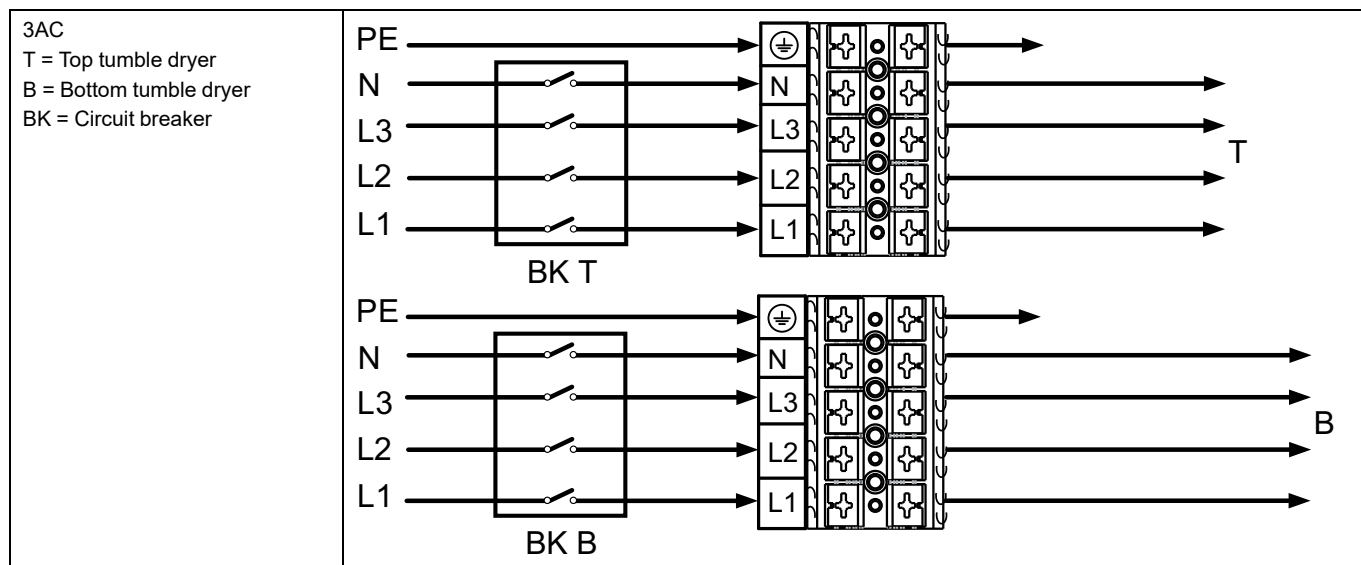 3AC
T = Top tumble dryer
B = Bottom tumble dryer
BK = Circuit breaker
PE
N
N
L3
L3
L2
L2
L1
L1
T
BK T
PE
N
N
L3
L3
L2
L2
L1
L1
B
BK B